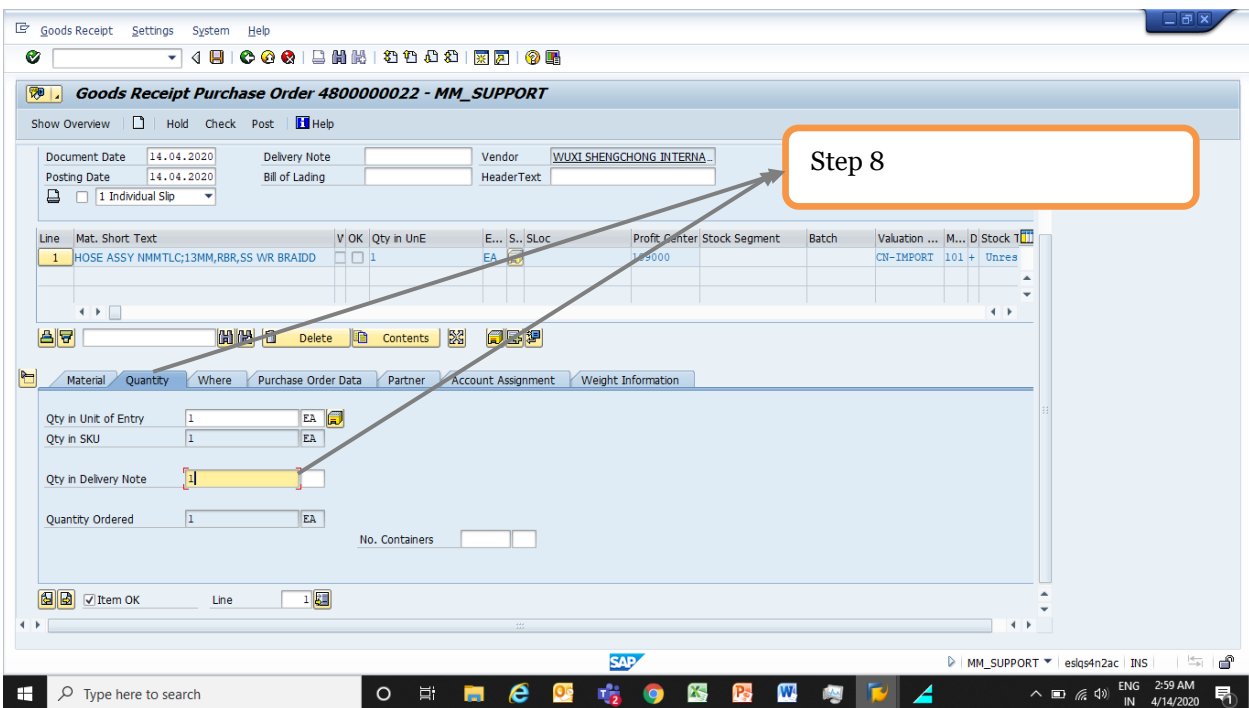 Goods Receipt Settings System Help
Goods Receipt Purchase Order 4800000022 - MM_SUPPORT
Show Overview Hold Check Post Help
Document Date 14.04.2020 Delivery Note Vendor WUXI SHENGCHONG INTERNA..
Step 8
Posting Date 14.04.2020 Bill of Lading HeaderText
1 Individual Slip
Line Mat. Short Text V OK Qty in UnE E... S.. SLoc Profit Center Stock Segment Batch Valuation ... M... D Stock T
1 HOSE ASSY NMMTLC;13MM,RBR,SS WR BRAIDD 1 EA CN-IMPORT 101 + Unres
Delete Contents
Material Quantity Where Purchase Order Data Partner Account Assignment Weight Information
Qty in Unit of Entry 1 EA
Qty in SKU 1 EA
Qty in Delivery Note 1
Quantity Ordered 1 EA
No. Containers
Item OK Line 1
SAP MM_SUPPORT eslqs4n2ac INS
Type here to search ENG 2:59 AM
IN 4/14/2020